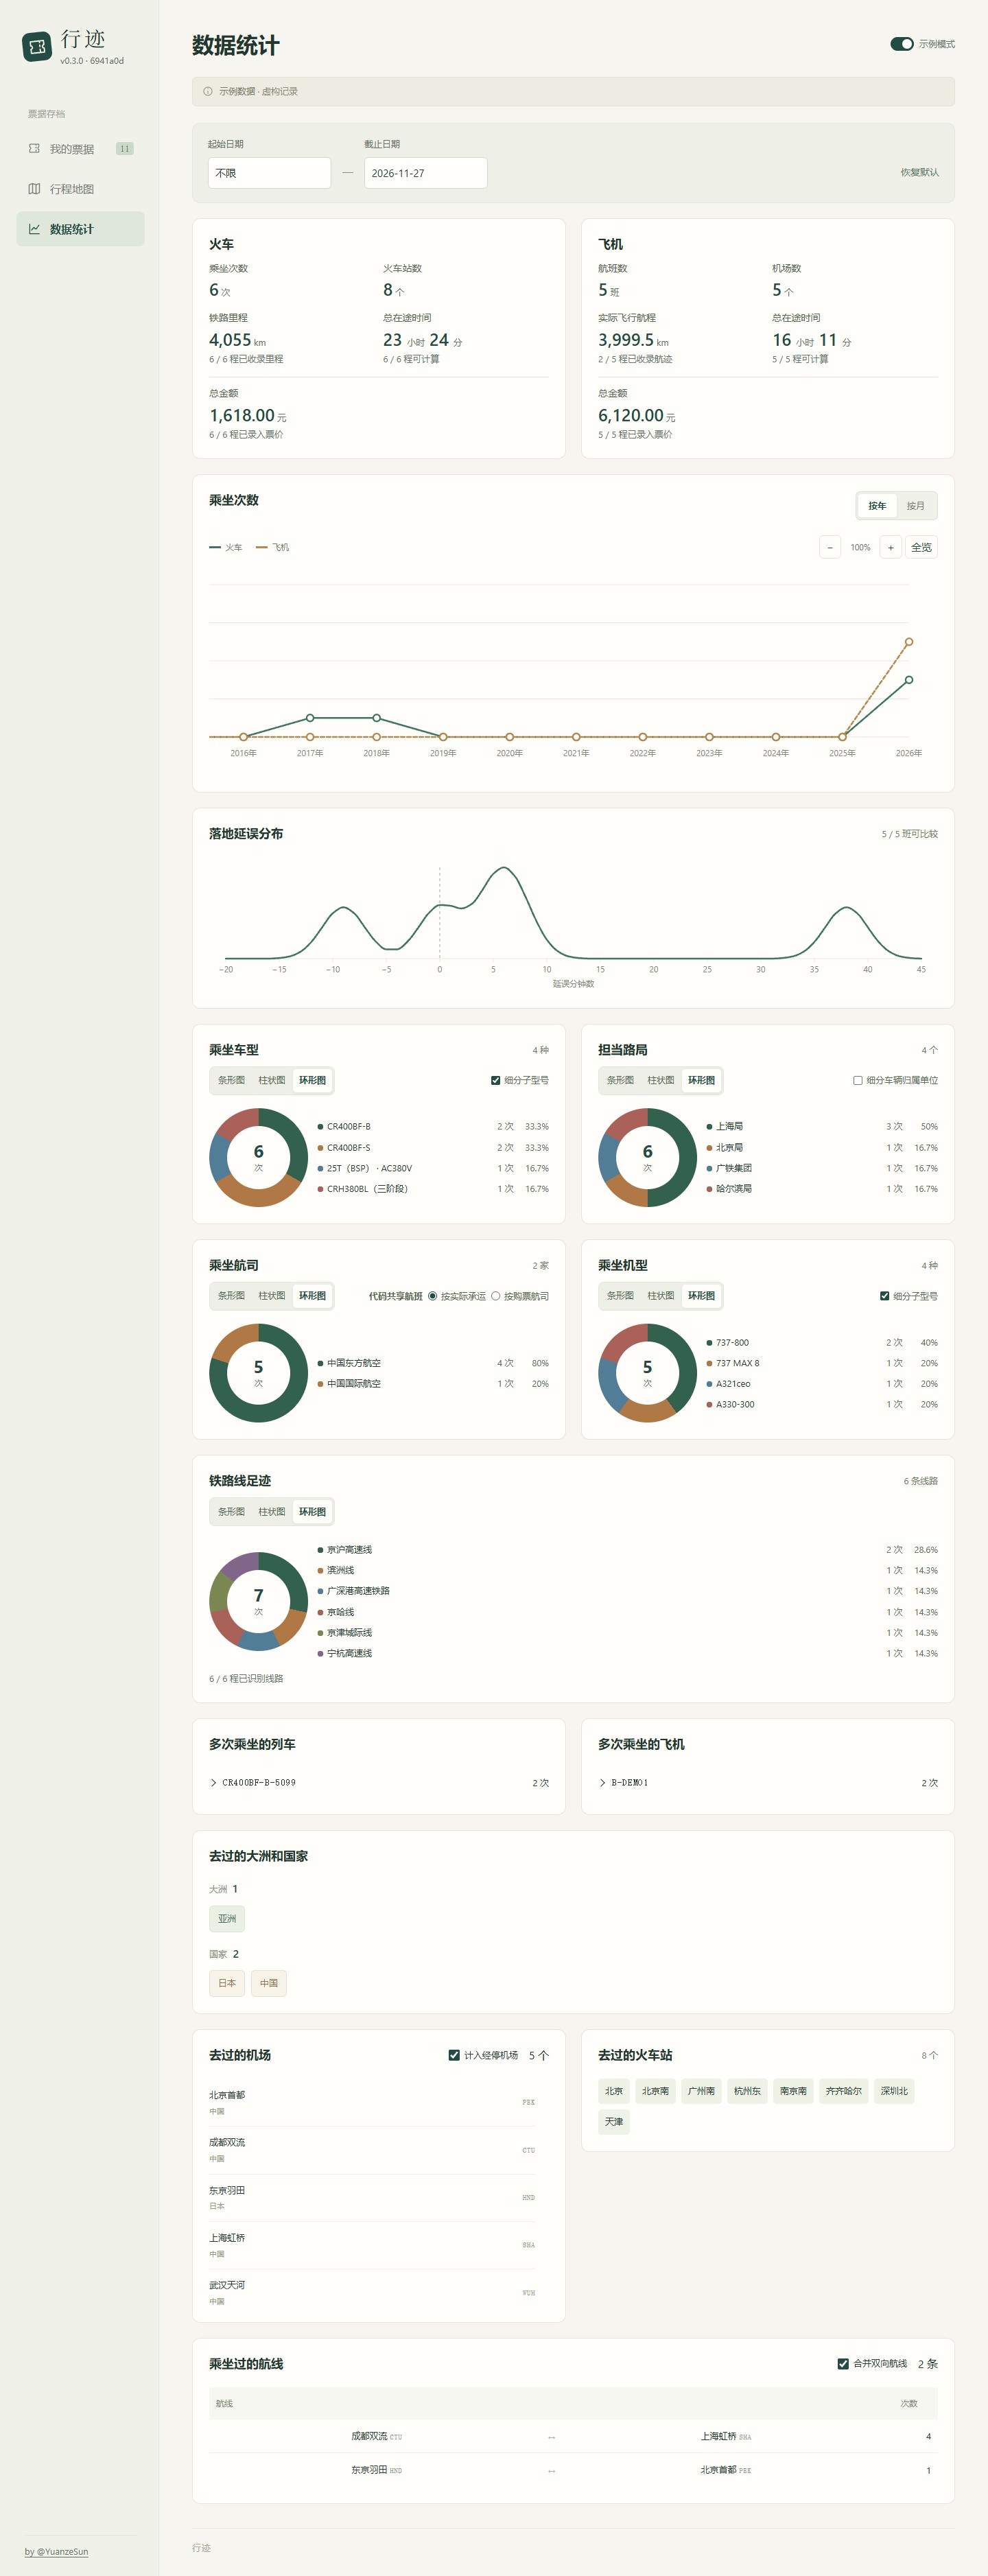 行迹
v0.3.0 · 6941a0d
票据存档
我的票据 11
行程地图
数据统计
数据统计
示例模式
示例数据 · 虚构记录
起始日期
截止日期
不限
—
2026-11-27
恢复默认
火车
乘坐次数
火车站数
6 次
8 个
铁路里程
总在途时间
4,055 km
23 小时 24 分
6 / 6 程已收录里程
6 / 6 程可计算
总金额
1,618.00 元
6 / 6 程已录入票价
飞机
航班数
机场数
5 班
5 个
实际飞行航程
总在途时间
3,999.5 km
16 小时 11 分
2 / 5 程已收录航迹
5 / 5 程可计算
总金额
6,120.00 元
5 / 5 程已录入票价
乘坐次数
按年 按月
火车 飞机
− 100% + 全览
2016年 2017年 2018年 2019年 2020年 2021年 2022年 2023年 2024年 2025年 2026年
落地延误分布
5 / 5 班可比较
−20 −15 −10 −5 0 5 10 15 20 25 30 35 40 45
延误分钟数
乘坐车型
4 种
条形图 柱状图 环形图
细分子型号
6
次
CR400BF-B 2 次 33.3%
CR400BF-S 2 次 33.3%
25T（BSP）· AC380V 1 次 16.7%
CRH380BL（三阶段） 1 次 16.7%
担当路局
4 个
条形图 柱状图 环形图
细分车辆归属单位
6
次
上海局 3 次 50%
北京局 1 次 16.7%
广铁集团 1 次 16.7%
哈尔滨局 1 次 16.7%
乘坐航司
2 家
条形图 柱状图 环形图
代码共享航班 按实际承运 按购票航司
5
次
中国东方航空 4 次 80%
中国国际航空 1 次 20%
乘坐机型
4 种
条形图 柱状图 环形图
细分子型号
5
次
737-800 2 次 40%
737 MAX 8 1 次 20%
A321ceo 1 次 20%
A330-300 1 次 20%
铁路线足迹
6 条线路
条形图 柱状图 环形图
7
次
京沪高速线 2 次 28.6%
滨洲线 1 次 14.3%
广深港高速铁路 1 次 14.3%
京哈线 1 次 14.3%
京津城际线 1 次 14.3%
宁杭高速线 1 次 14.3%
6 / 6 程已识别线路
多次乘坐的列车
CR400BF-B-5099 2 次
多次乘坐的飞机
B-DEMO1 2 次
去过的大洲和国家
大洲 1
亚洲
国家 2
日本 中国
去过的机场
计入经停机场 5 个
北京首都
中国
PEK
成都双流
中国
CTU
东京羽田
日本
HND
上海虹桥
中国
SHA
武汉天河
中国
WUH
去过的火车站
8 个
北京 北京南 广州南 杭州东 南京南 齐齐哈尔 深圳北
天津
乘坐过的航线
合并双向航线 2 条
航线 次数
成都双流 CTU ↔ 上海虹桥 SHA 4
东京羽田 HND ↔ 北京首都 PEK 1
行迹
by @YuanzeSun